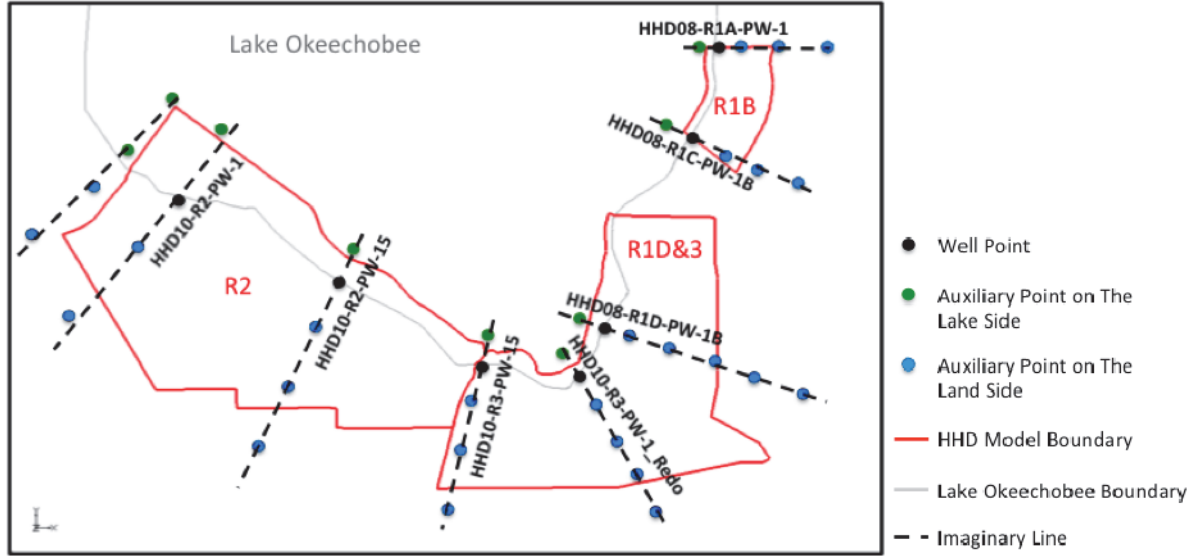 Lake Okeechobee
HHD08-R1A-PW-1
R1B
HHD08-R1C-PW-1B
HHD10-R2-PW-1
R2
HHD10-R2-PW-15
R1D&3
HHD08-R1D-PW-1B
HHD10-R3-PW-15
HHD10-R3-PW-1_Redo
Well Point
Auxiliary Point on The
Lake Side
Auxiliary Point on The
Land Side
HHD Model Boundary
Lake Okeechobee Boundary
Imaginary Line